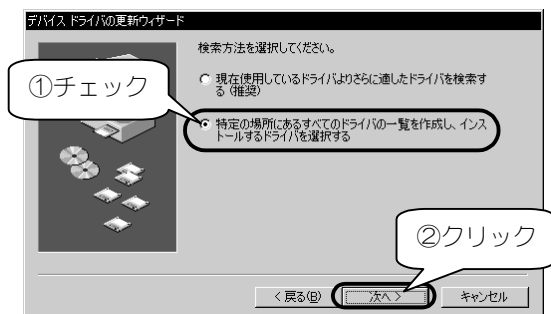 デバイス ドライバの更新ウィザード
検索方法を選択してください。
現在使用しているドライバよりさらに適したドライバを検索す
る (推奨)
①チェック
特定の場所にあるすべてのドライバの一覧を作成し、インス
トールするドライバを選択する
②クリック
< 戻る(B)
次へ >
キャンセル